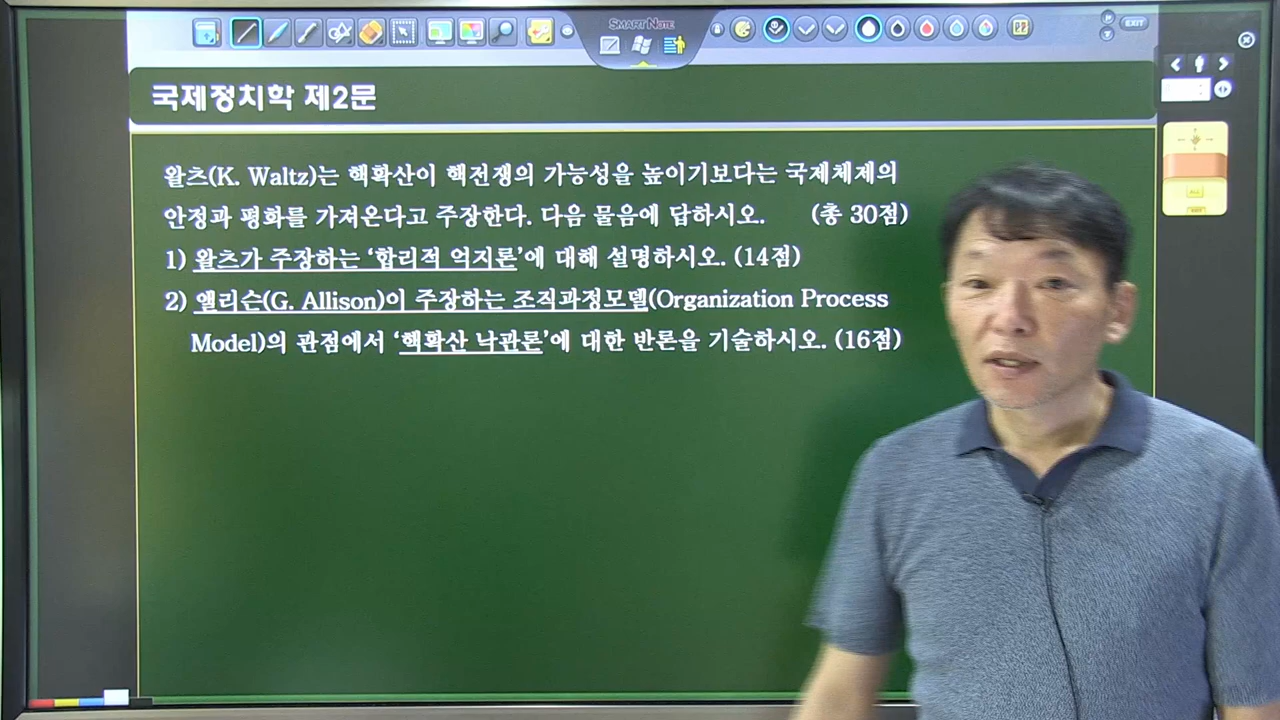 SMART NOTE
EXIT
국제정치학 제2문
왈츠(K. Waltz)는 핵확산이 핵전쟁의 가능성을 높이기보다는 국제체제의
안정과 평화를 가져온다고 주장한다. 다음 물음에 답하시오. (총 30점)
1) 왈츠가 주장하는 ‘합리적 억지론’에 대해 설명하시오. (14점)
2) 앨리슨(G. Allison)이 주장하는 조직과정모델(Organization Process
Model)의 관점에서 ‘핵확산 낙관론’에 대한 반론을 기술하시오. (16점)